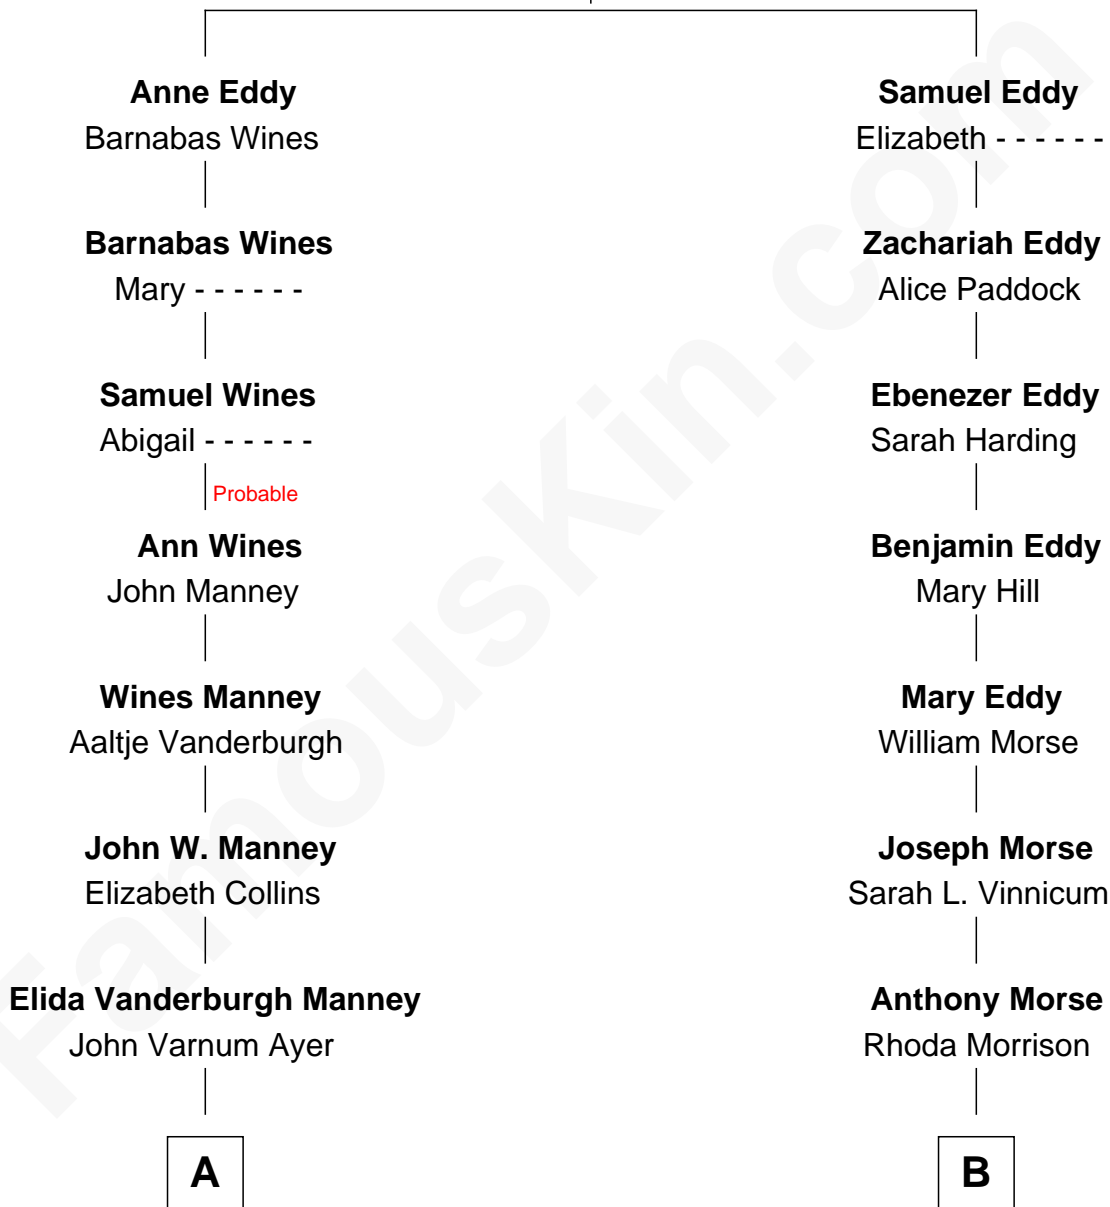 Anne Eddy
Barnabas Wines
Barnabas Wines
Mary - - - - - -
Samuel Wines
Abigail - - - - - -
Probable
Ann Wines
John Manney
Wines Manney
Aaltje Vanderburgh
John W. Manney
Elizabeth Collins
Elida Vanderburgh Manney
John Varnum Ayer
A
Samuel Eddy
Elizabeth - - - - - -
Zachariah Eddy
Alice Paddock
Ebenezer Eddy
Sarah Harding
Benjamin Eddy
Mary Hill
Mary Eddy
William Morse
Joseph Morse
Sarah L. Vinnicum
Anthony Morse
Rhoda Morrison
B
FamousKin.com